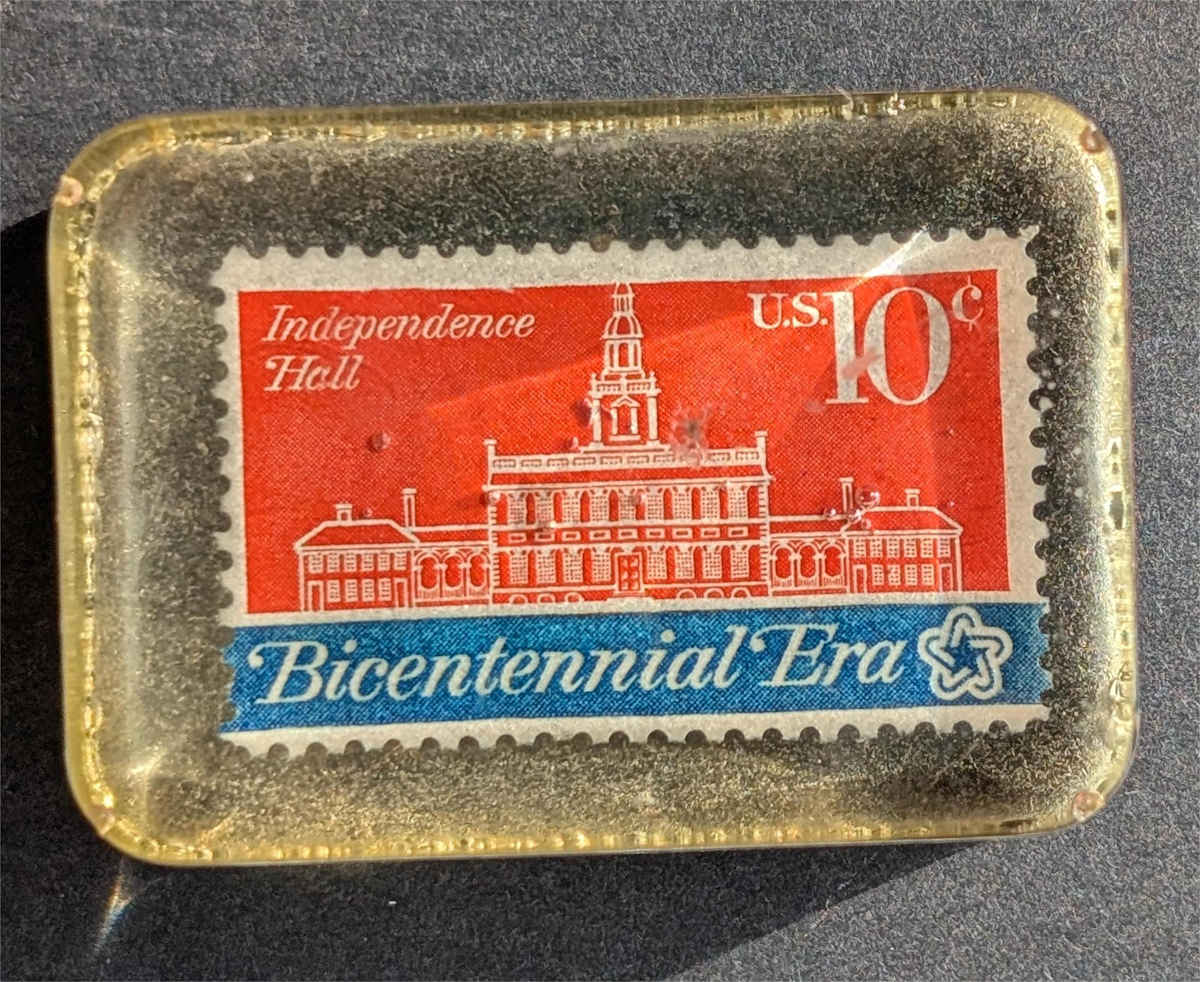 Independence
Hall
U.S. 10c
Bicentennial Era